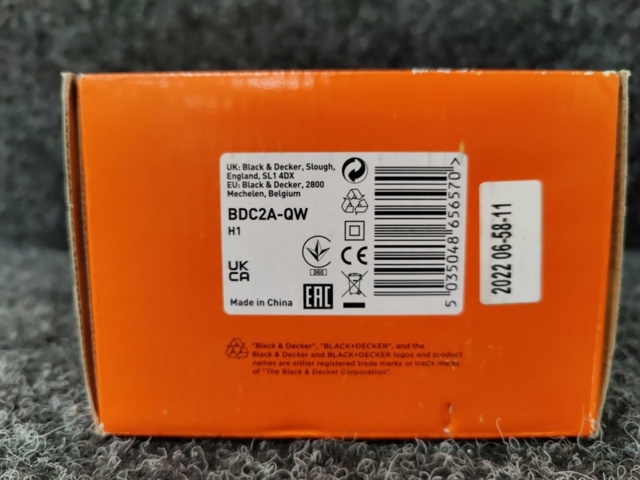 UK: Black & Decker, Slough,
England, SL1 4DX
EU: Black & Decker, 2800
Mechelen, Belgium
BDC2A-QW
H1
UK
CA
060
CE
Made in China
EAC
5 035048 656570 >
2022 06-58-11
"Black & Decker", "BLACK+DECKER", and the
Black & Decker and BLACK+DECKER logos and product
names are either registered trade marks or trade marks
of "The Black & Decker Corporation".